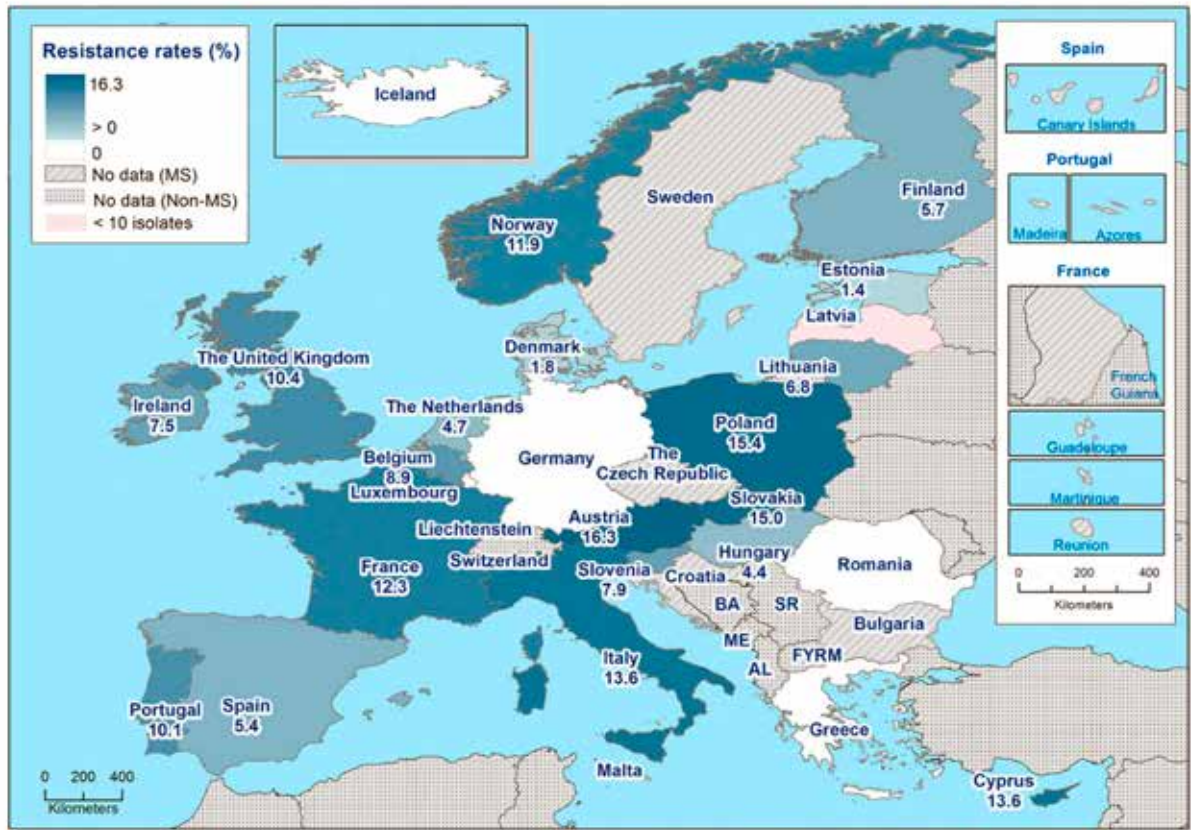 Resistance rates (%)
16.3
> 0
0
No data (MS)
No data (Non-MS)
< 10 isolates
Iceland
Sweden
Finland
5.7
Norway
11.9
Estonia
1.4
Latvia
Denmark
1.8
Lithuania
6.8
The United Kingdom
10.4
Ireland
7.5
The Netherlands
4.7
Poland
15.4
Germany
Belgium
8.9
Luxembourg
The
Czech Republic
Slovakia
15.0
Liechtenstein
Austria
16.3
Switzerland
France
12.3
Slovenia
7.9
Hungary
4.4
Romania
Croatia
BA
SR
Bulgaria
ME
FYRM
AL
Italy
13.6
Portugal
10.1
Spain
5.4
Greece
Malta
Cyprus
13.6
0 200 400
Kilometers
Spain
Canary Islands
Portugal
Madeira
Azores
France
French
Guiana
Guadeloupe
Martinique
Reunion
0 200 400
Kilometers